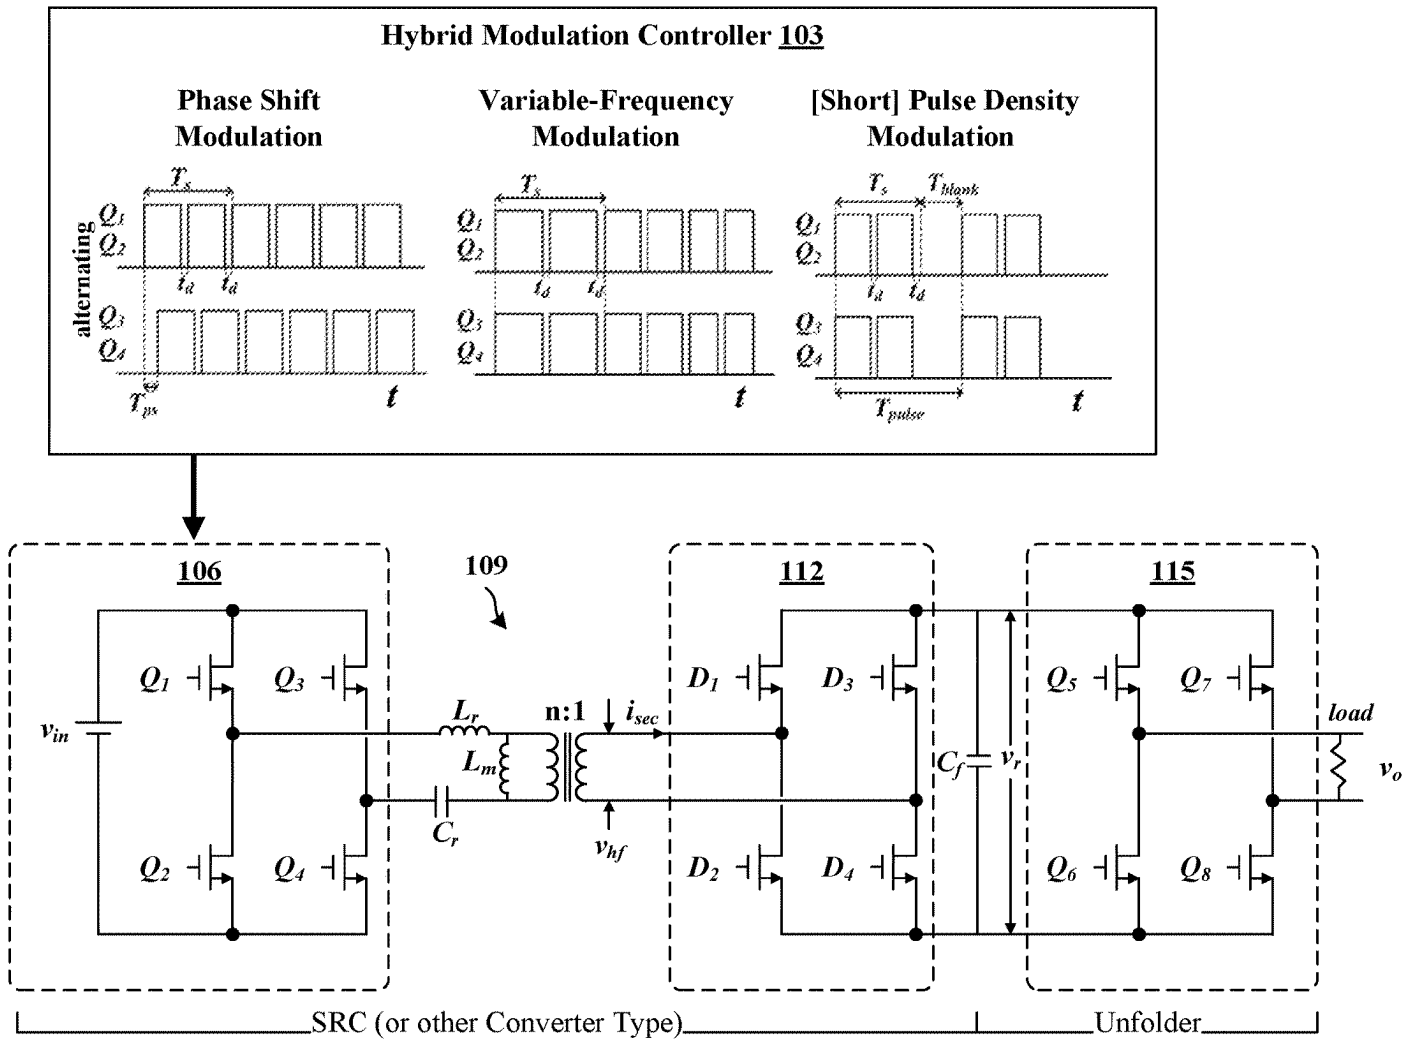 Hybrid Modulation Controller 103
Phase Shift
Modulation
Variable-Frequency
Modulation
[Short] Pulse Density
Modulation
alternating
Ts
Q1
Q2
td td
Q3
Q4
Tps
t
Ts
Q1
Q2
td td
Q3
Q4
t
Ts Tblank
Q1
Q2
td td
Q3
Q4
Tpulse
t
106
109
112
115
Q1 Q3
Lr n:1 isec
D1 D3
Q5 Q7
load
vin
Lm
Cf vr
vo
Cr
vhf
Q2 Q4
D2 D4
Q6 Q8
SRC (or other Converter Type)
Unfolder